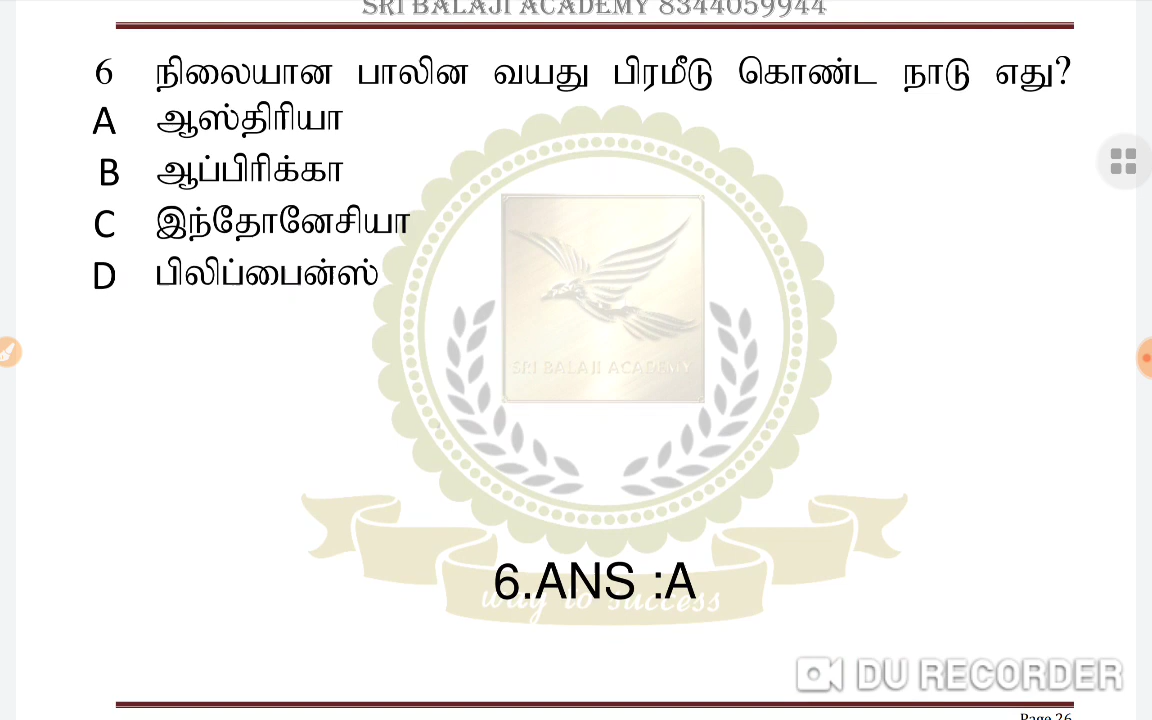 SRI BALAJI ACADEMY 8344059944
6 நிலையான பாலின வயது பிரமீடு கொண்ட நாடு எது?
A ஆஸ்திரியா
B ஆப்பிரிக்கா
C இந்தோனேசியா
D பிலிப்பைன்ஸ்
SRI BALAJI ACADEMY
6.ANS :A
way to success
DU RECORDER
Page 26